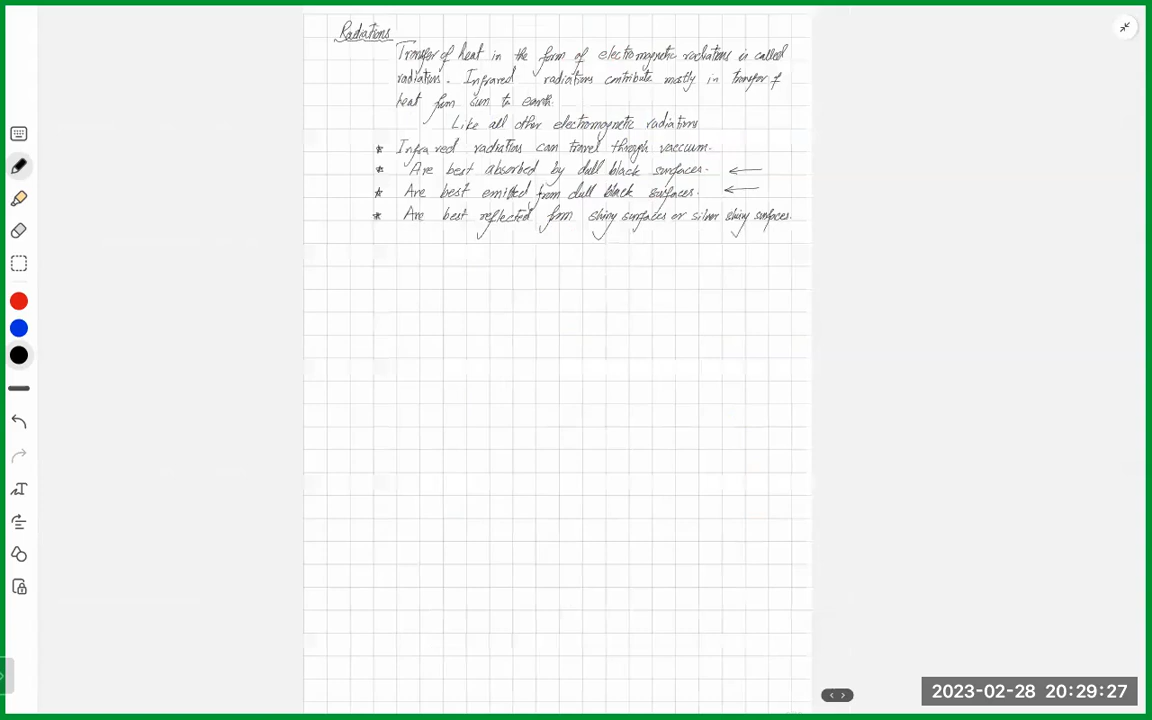 Radiations
Transfer of heat in the form of electromagnetic radiations is called
radiations. Infrared radiations contribute mostly in transfer of
heat from sun to earth.
Like all other electromagnetic radiations
* Infra red radiations can travel through vaccum.
* Are best absorbed by dull black surfaces. ←
* Are best emitted from dull black surfaces. ←
* Are best reflected from shiny surfaces or silver shiny surfaces.
2023-02-28 20:29:27